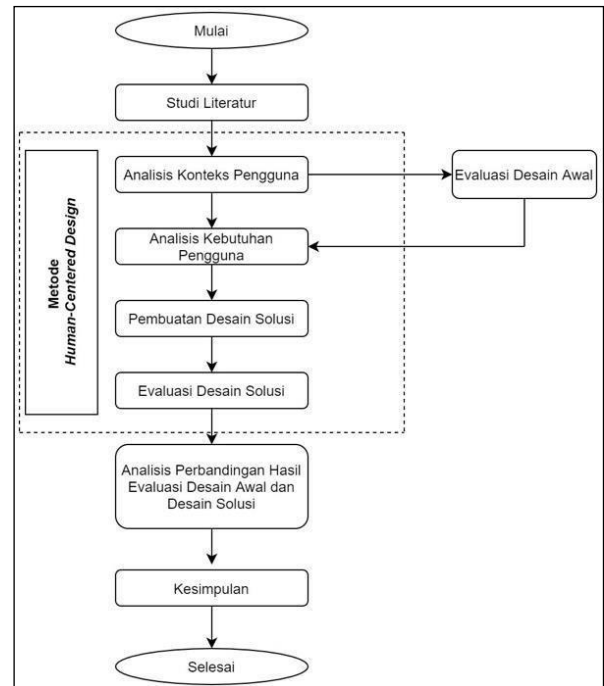 Mulai
Studi Literatur
Metode
Human-Centered Design
Analisis Konteks Pengguna
Evaluasi Desain Awal
Analisis Kebutuhan
Pengguna
Pembuatan Desain Solusi
Evaluasi Desain Solusi
Analisis Perbandingan Hasil
Evaluasi Desain Awal dan
Desain Solusi
Kesimpulan
Selesai